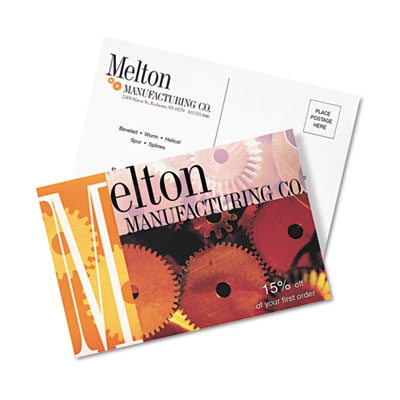 Melton
MANUFACTURING CO.
Beveled • Worm • Helical
Spur • Splines
PLACE
POSTAGE
HERE
Melton
MANUFACTURING CO.
15% off
of your first order